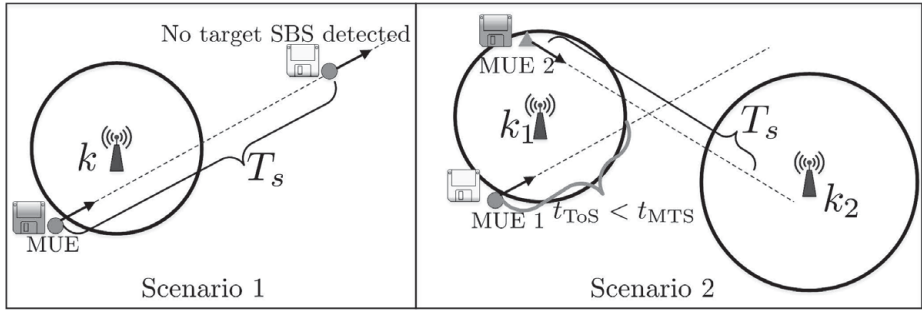 No target SBS detected
k
T_s
MUE
Scenario 1
MUE 2
k_1
T_s
k_2
MUE 1
t_ToS < t_MTS
Scenario 2